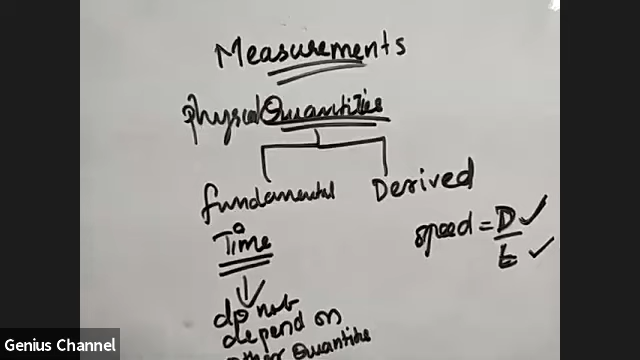 Measurements
physical Quantities
fundamental Derived
Time
speed = D/t
do not
depend on
other Quantities
Genius Channel